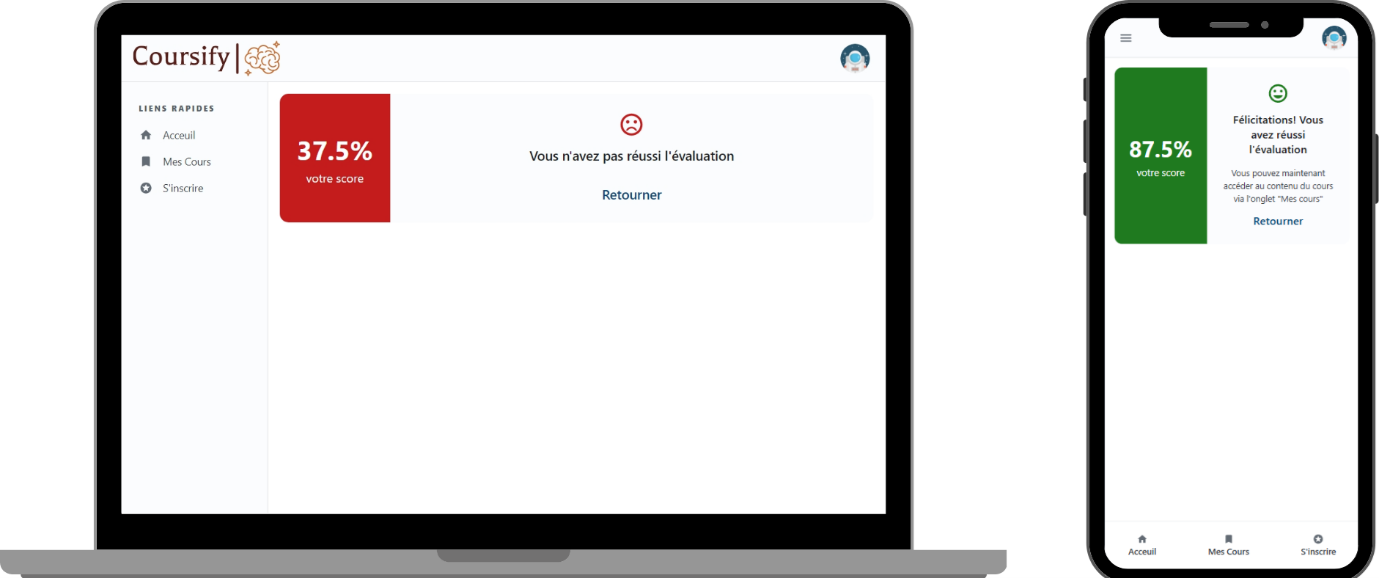 Coursify
LIENS RAPIDES
Acceuil
Mes Cours
S'inscrire
37.5%
votre score
Vous n'avez pas réussi l'évaluation
Retourner
87.5%
votre score
Félicitations! Vous
avez réussi
l'évaluation
Vous pouvez maintenant
accéder au contenu du cours
via l'onglet "Mes cours"
Retourner
Acceuil
Mes Cours
S'inscrire